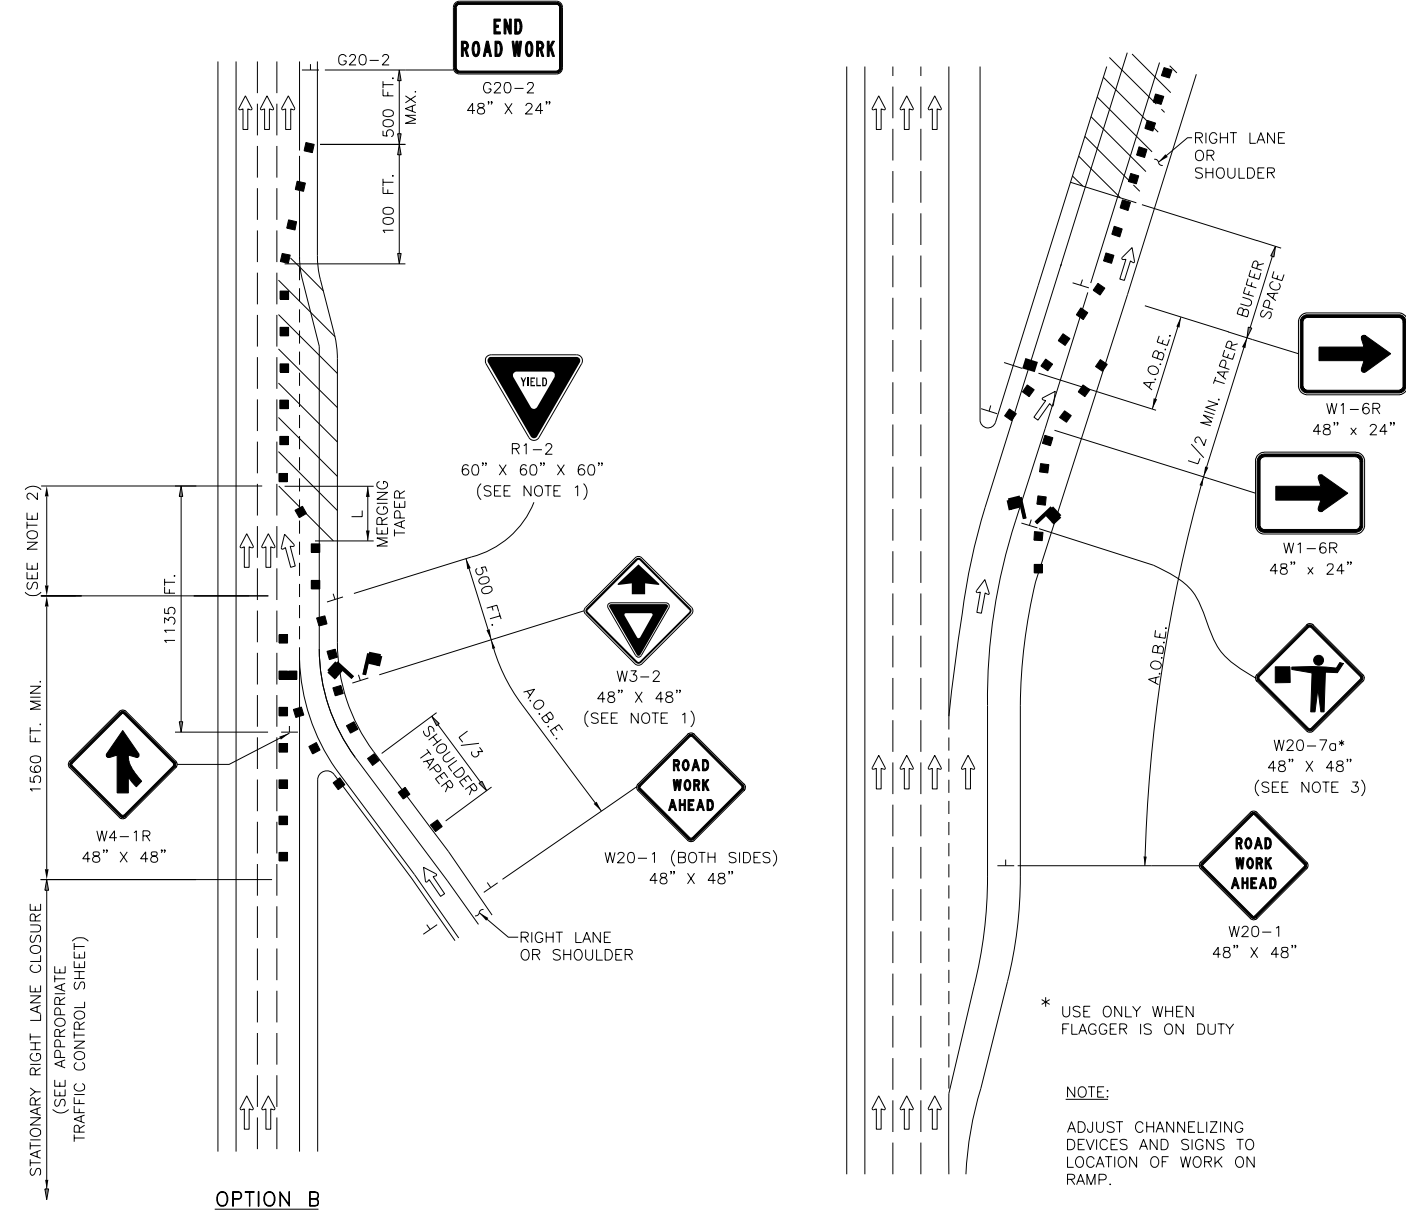 END
ROAD WORK
G20-2
G20-2
48" X 24"
500 FT.
MAX.
100 FT.
YIELD
R1-2
60" X 60" X 60"
(SEE NOTE 1)
L
MERGING
TAPER
(SEE NOTE 2)
1135 FT.
1560 FT. MIN.
500 FT.
W3-2
48" X 48"
(SEE NOTE 1)
A.O.B.E.
L/3
SHOULDER
TAPER
ROAD
WORK
AHEAD
W20-1 (BOTH SIDES)
48" X 48"
W4-1R
48" X 48"
RIGHT LANE
OR SHOULDER
STATIONARY RIGHT LANE CLOSURE
(SEE APPROPRIATE
TRAFFIC CONTROL SHEET)
OPTION B
RIGHT LANE
OR
SHOULDER
BUFFER
SPACE
A.O.B.E.
L/2 MIN. TAPER
W1-6R
48" x 24"
W1-6R
48" x 24"
A.O.B.E.
W20-7a*
48" X 48"
(SEE NOTE 3)
ROAD
WORK
AHEAD
W20-1
48" X 48"
* USE ONLY WHEN
FLAGGER IS ON DUTY
NOTE:
ADJUST CHANNELIZING
DEVICES AND SIGNS TO
LOCATION OF WORK ON
RAMP.